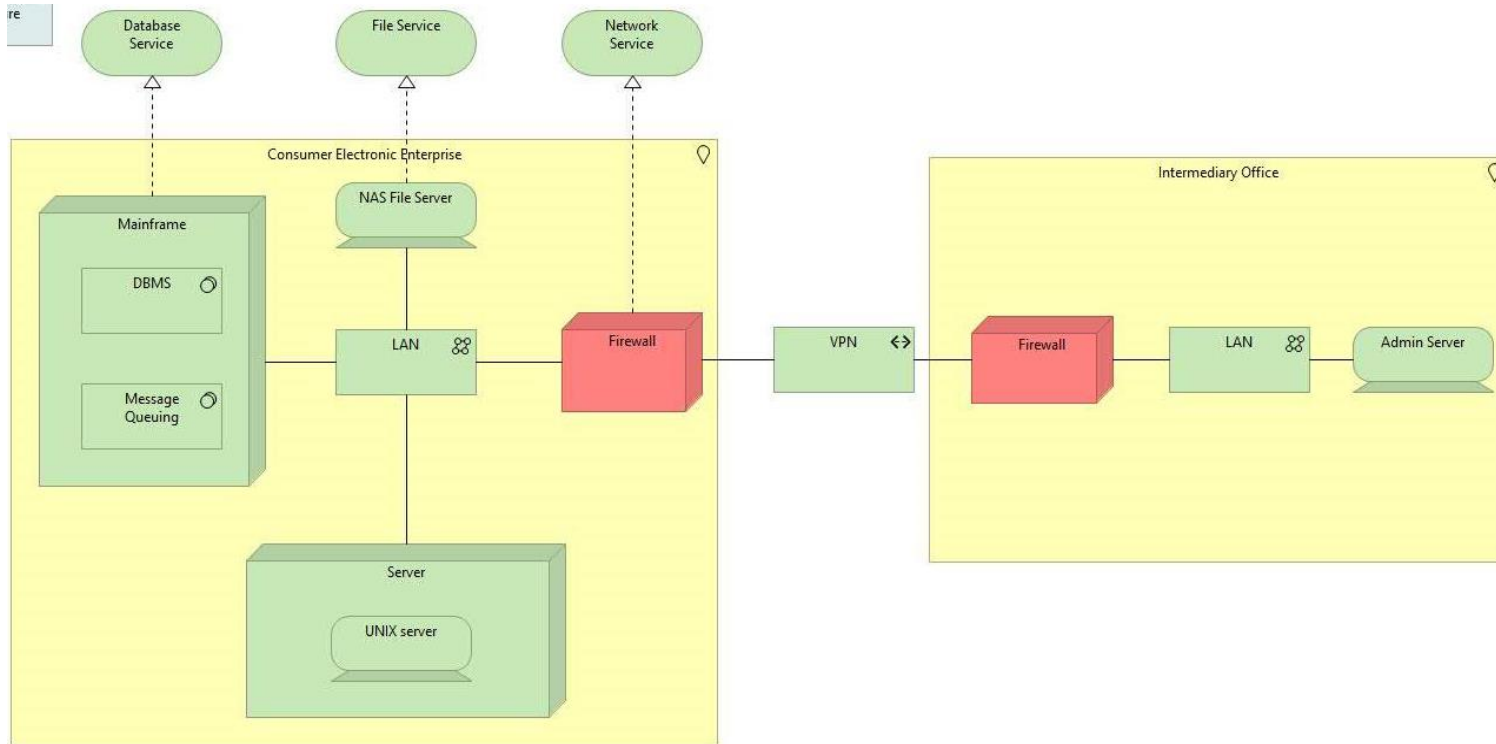 re
Database
Service
File Service
Network
Service
Consumer Electronic Enterprise
Intermediary Office
NAS File Server
Mainframe
DBMS
LAN
Firewall
VPN
Firewall
LAN
Admin Server
Message
Queuing
Server
UNIX server